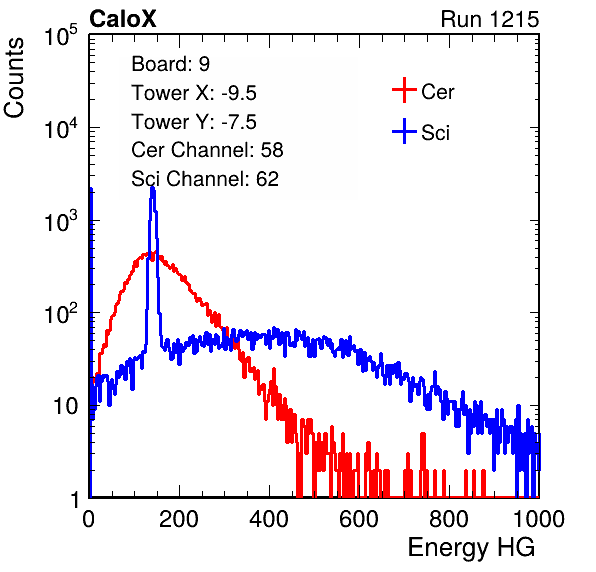 CaloX Run 1215
Board: 9
Tower X: -9.5
Tower Y: -7.5
Cer Channel: 58
Sci Channel: 62
Cer
Sci
Counts
10^5
10^4
10^3
10^2
10
1
0 200 400 600 800 1000
Energy HG